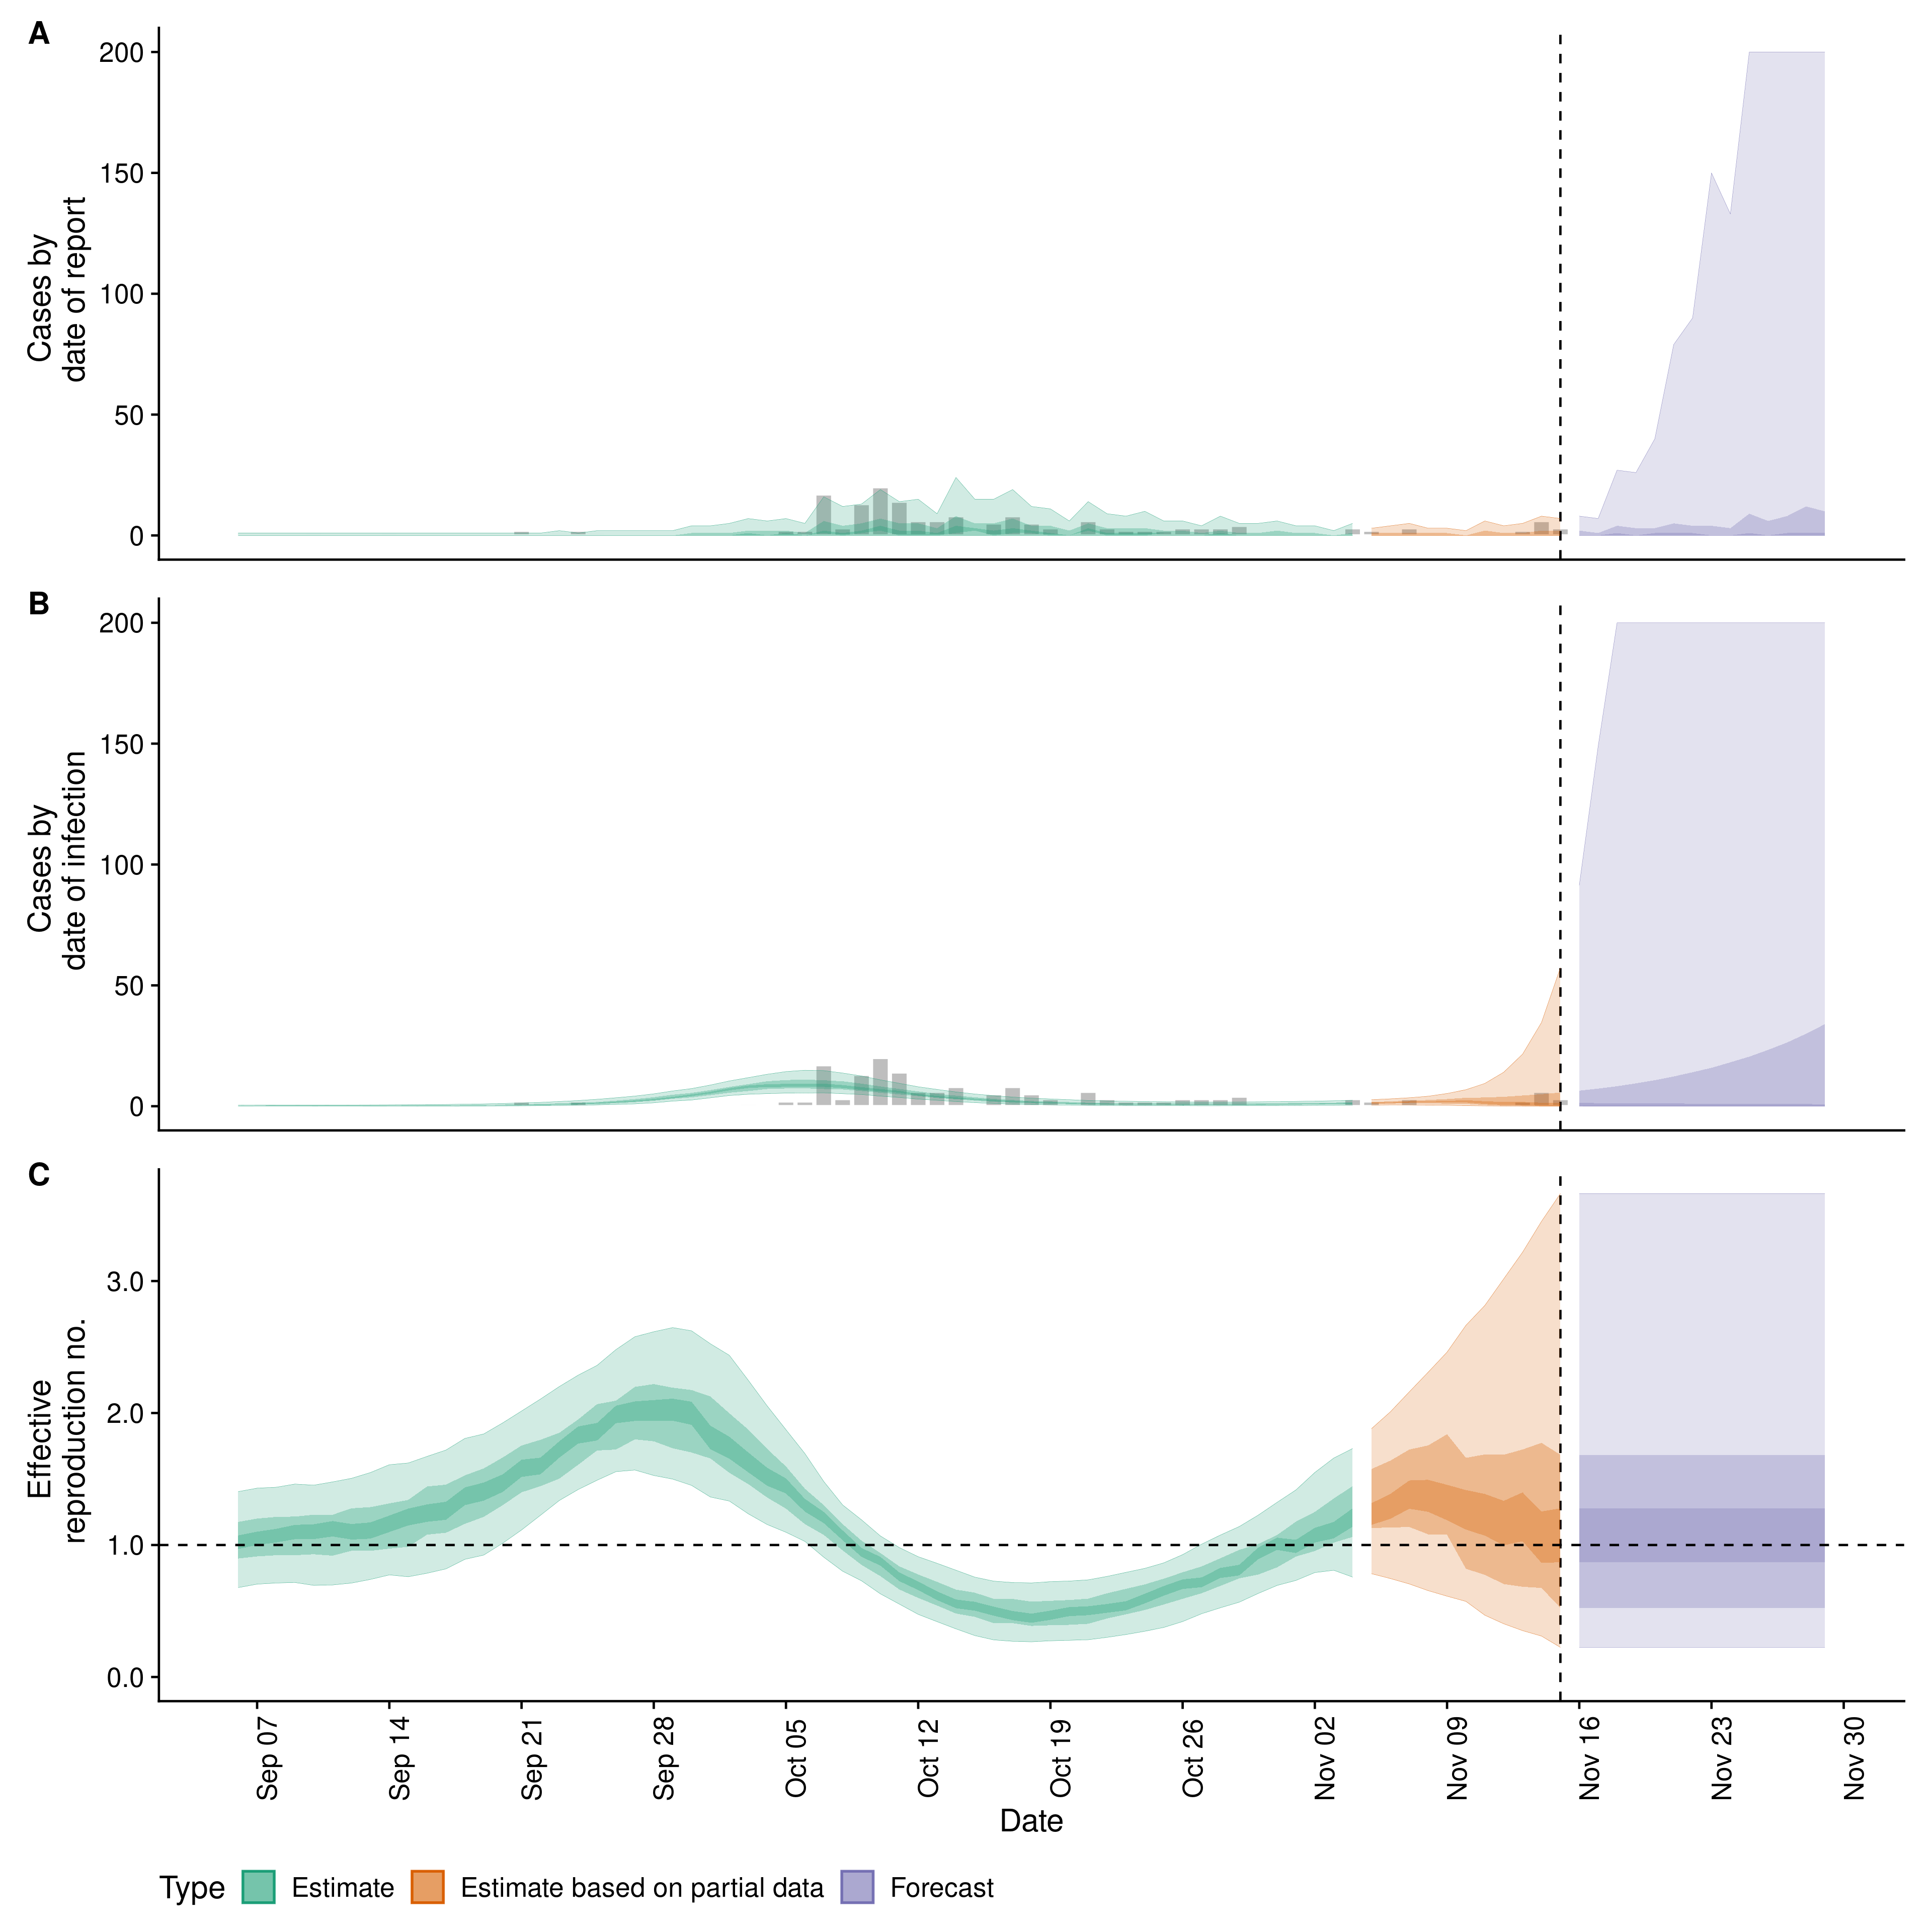 A
200
150
100
50
0
Cases by
date of report
B
200
150
100
50
0
Cases by
date of infection
C
3.0
2.0
1.0
0.0
Effective
reproduction no.
Sep 07
Sep 14
Sep 21
Sep 28
Oct 05
Oct 12
Oct 19
Oct 26
Nov 02
Nov 09
Nov 16
Nov 23
Nov 30
Date
Type Estimate Estimate based on partial data Forecast